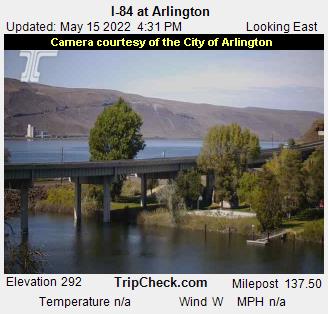 I-84 at Arlington
Updated: May 15 2022 4:31 PM Looking East
Camera courtesy of the City of Arlington
Elevation 292 TripCheck.com Milepost 137.50
Temperature n/a Wind W MPH n/a